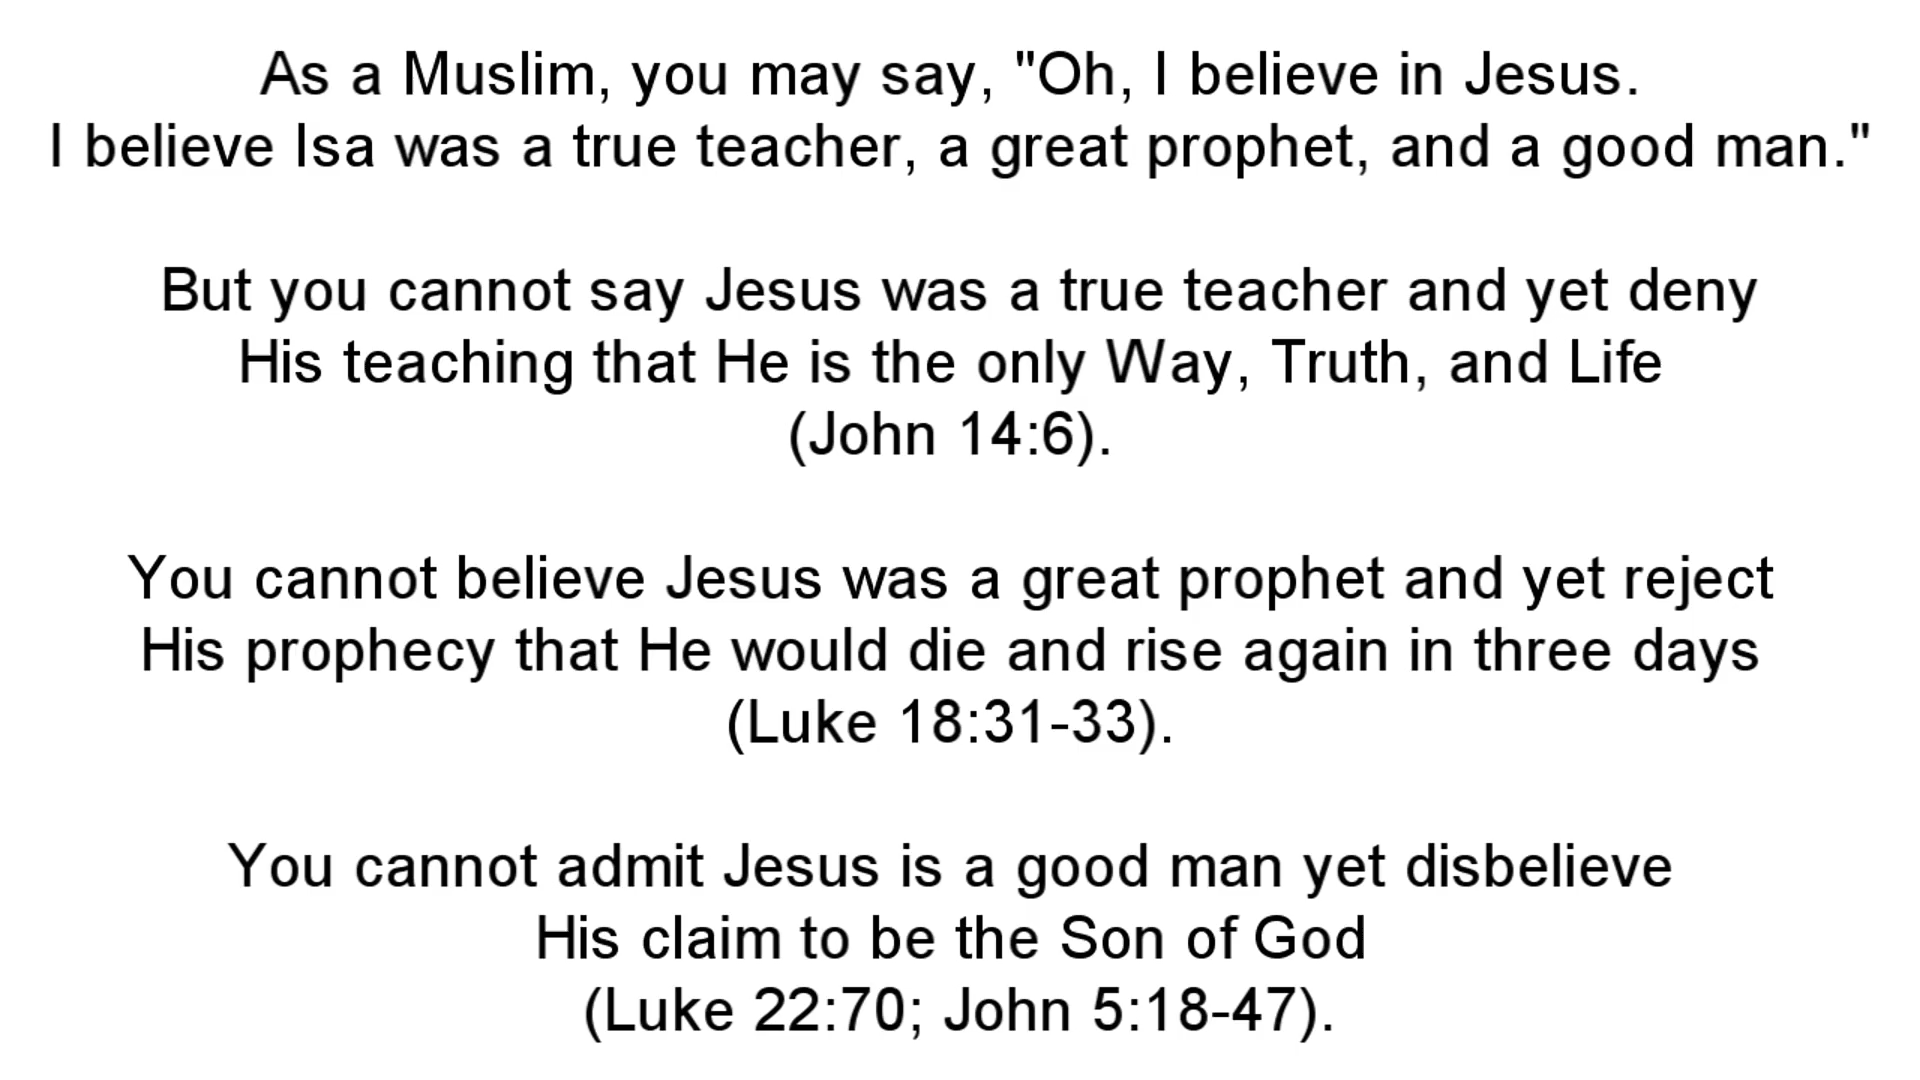 As a Muslim, you may say, "Oh, I believe in Jesus.
I believe Isa was a true teacher, a great prophet, and a good man."
But you cannot say Jesus was a true teacher and yet deny
His teaching that He is the only Way, Truth, and Life
(John 14:6).
You cannot believe Jesus was a great prophet and yet reject
His prophecy that He would die and rise again in three days
(Luke 18:31-33).
You cannot admit Jesus is a good man yet disbelieve
His claim to be the Son of God
(Luke 22:70; John 5:18-47).